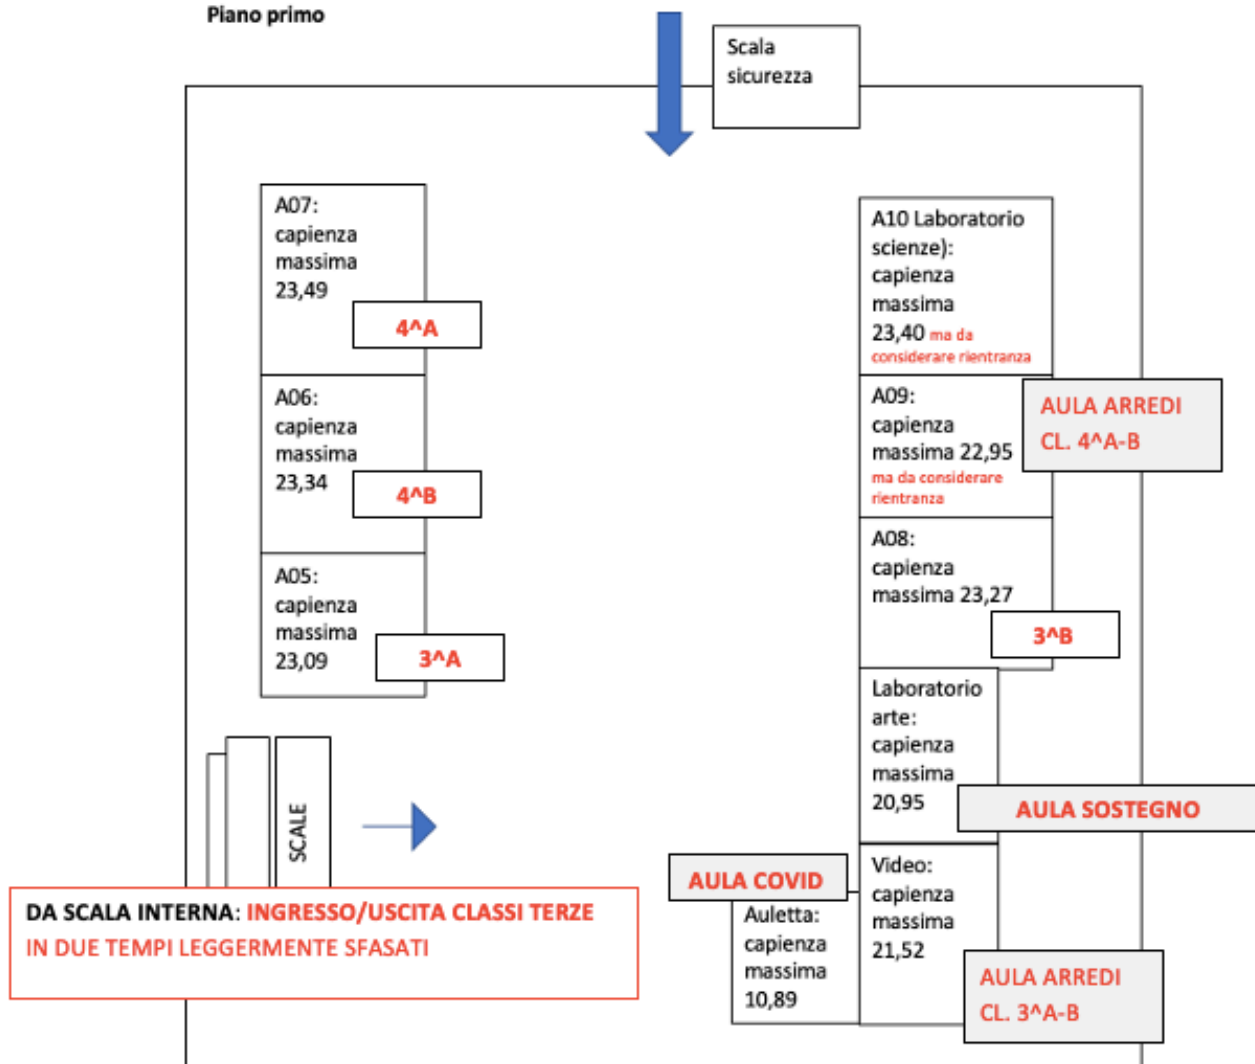 Piano primo
Scala
sicurezza
A07:
capienza
massima
23,49
4^A
A06:
capienza
massima
23,34
4^B
A05:
capienza
massima
23,09
3^A
SCALE
DA SCALA INTERNA: INGRESSO/USCITA CLASSI TERZE
IN DUE TEMPI LEGGERMENTE SFASATI
A10 Laboratorio
scienze):
capienza
massima
23,40 ma da
considerare rientranza
A09:
capienza
massima 22,95
ma da considerare
rientranza
AULA ARREDI
CL. 4^A-B
A08:
capienza
massima 23,27
3^B
Laboratorio
arte:
capienza
massima
20,95
AULA SOSTEGNO
AULA COVID
Auletta:
capienza
massima
10,89
Video:
capienza
massima
21,52
AULA ARREDI
CL. 3^A-B